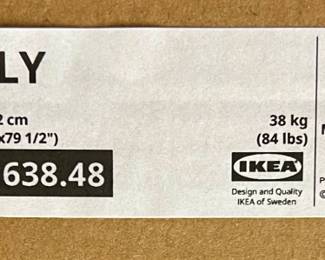 LY
2 cm
x79 1/2")
638.48
38 kg
(84 lbs)
IKEA
Design and Quality
IKEA of Sweden
M
P
©